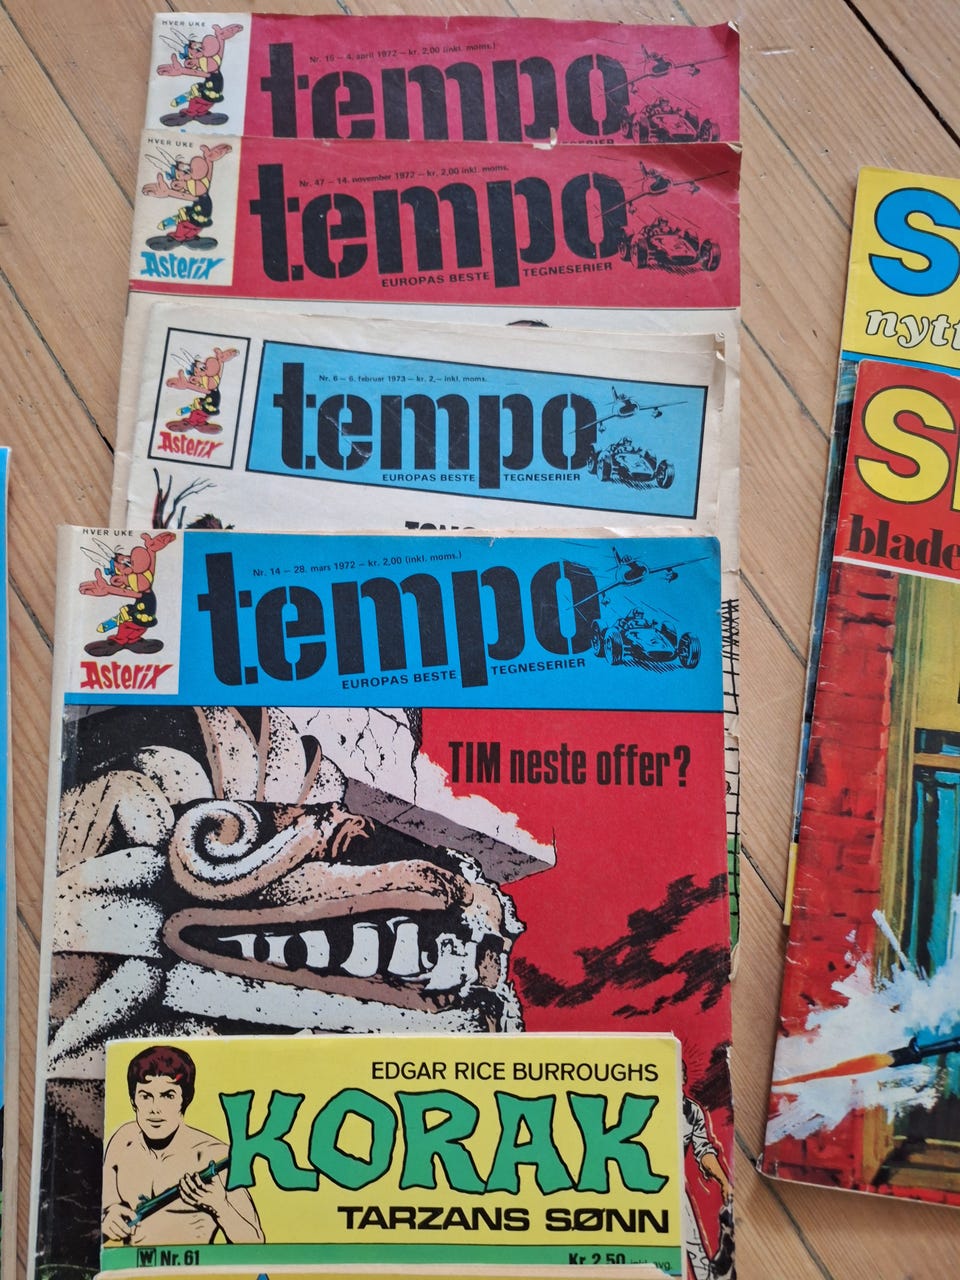 HVER UKE
Nr. 15 – 4. april 1972 – kr. 2,00 (inkl. moms.)
tempo
HVER UKE
Asterix
Nr. 47 – 14. november 1972 – kr. 2,00 inkl. moms.
tempo
EUROPAS BESTE TEGNESERIER
Asterix
Nr. 6 – 6. februar 1973 – kr. 2,– inkl. moms.
tempo
EUROPAS BESTE TEGNESERIER
HVER UKE
Asterix
Nr. 14 – 28. mars 1972 – kr. 2,00 (inkl. moms.)
tempo
EUROPAS BESTE TEGNESERIER
TIM neste offer?
EDGAR RICE BURROUGHS
KORAK
TARZANS SØNN
W Nr. 61
Kr. 2,50
S
nytt
blade